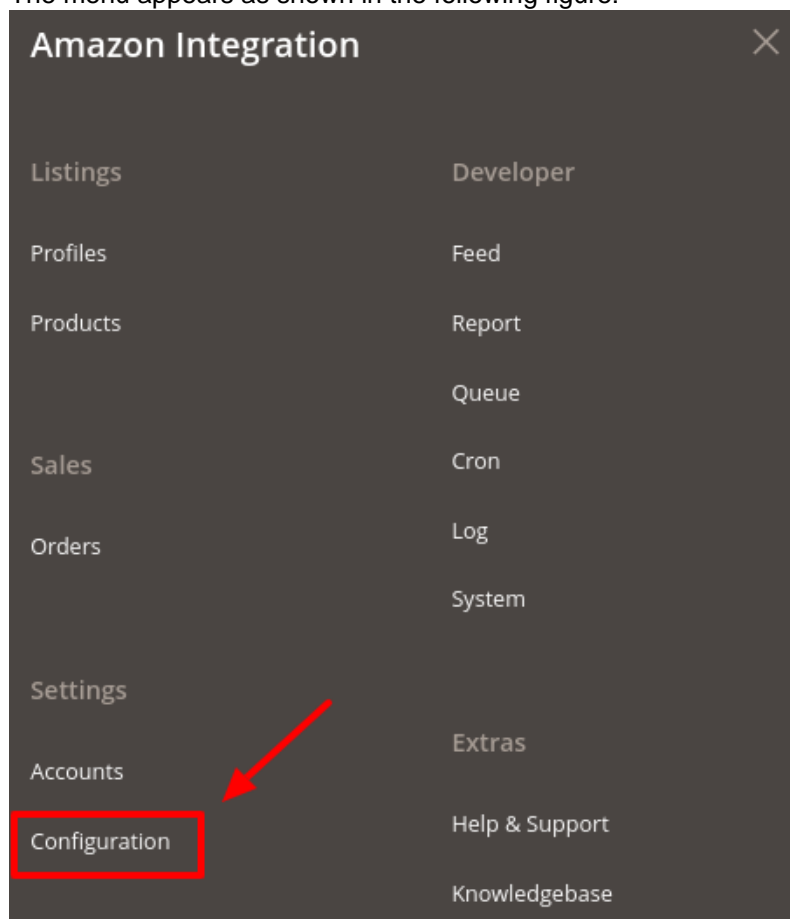 The menu appears as shown in the following figure.
Amazon Integration
Listings
Profiles
Products
Sales
Orders
Settings
Accounts
Configuration
Developer
Feed
Report
Queue
Cron
Log
System
Extras
Help & Support
Knowledgebase